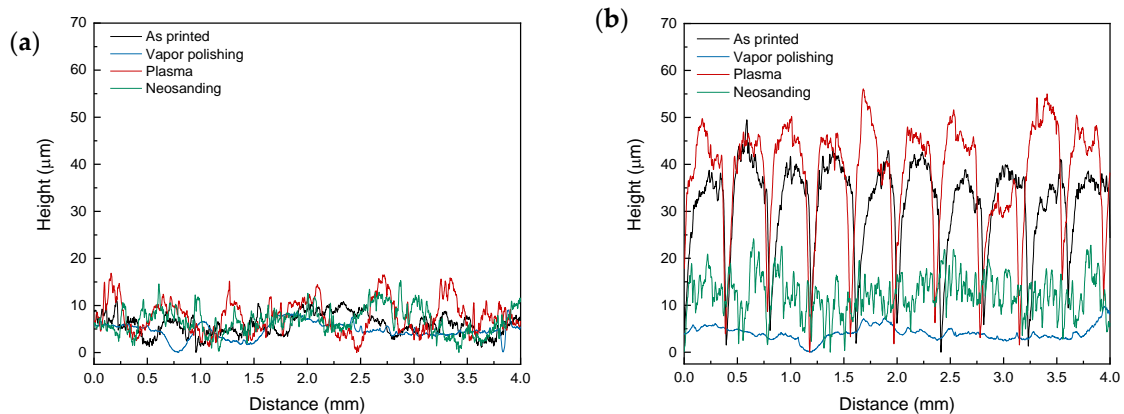 (a)
70
60
50
40
30
20
10
0
Height (μm)
As printed
Vapor polishing
Plasma
Neosanding
0.0 0.5 1.0 1.5 2.0 2.5 3.0 3.5 4.0
Distance (mm)
(b)
70
60
50
40
30
20
10
0
Height (μm)
As printed
Vapor polishing
Plasma
Neosanding
0.0 0.5 1.0 1.5 2.0 2.5 3.0 3.5 4.0
Distance (mm)